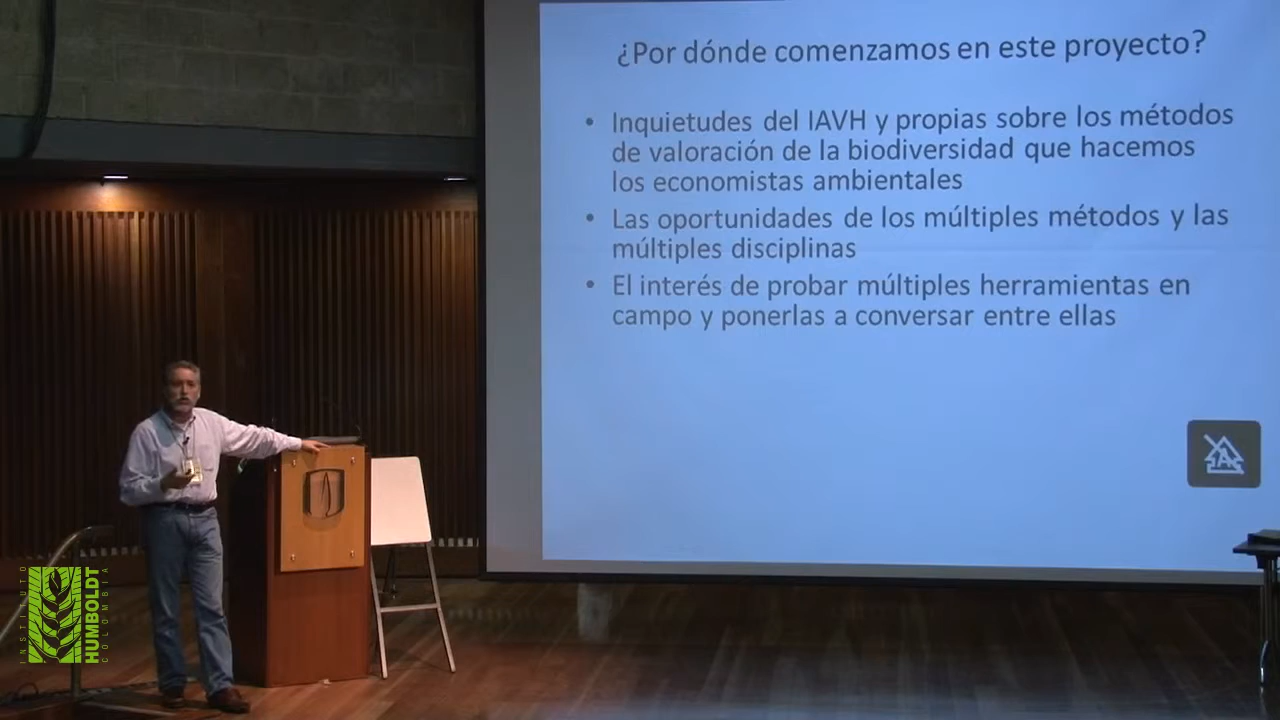 ¿Por dónde comenzamos en este proyecto?
• Inquietudes del IAVH y propias sobre los métodos
de valoración de la biodiversidad que hacemos
los economistas ambientales
• Las oportunidades de los múltiples métodos y las
múltiples disciplinas
• El interés de probar múltiples herramientas en
campo y ponerlas a conversar entre ellas
A
INSTITUTO
HUMBOLDT
COLOMBIA